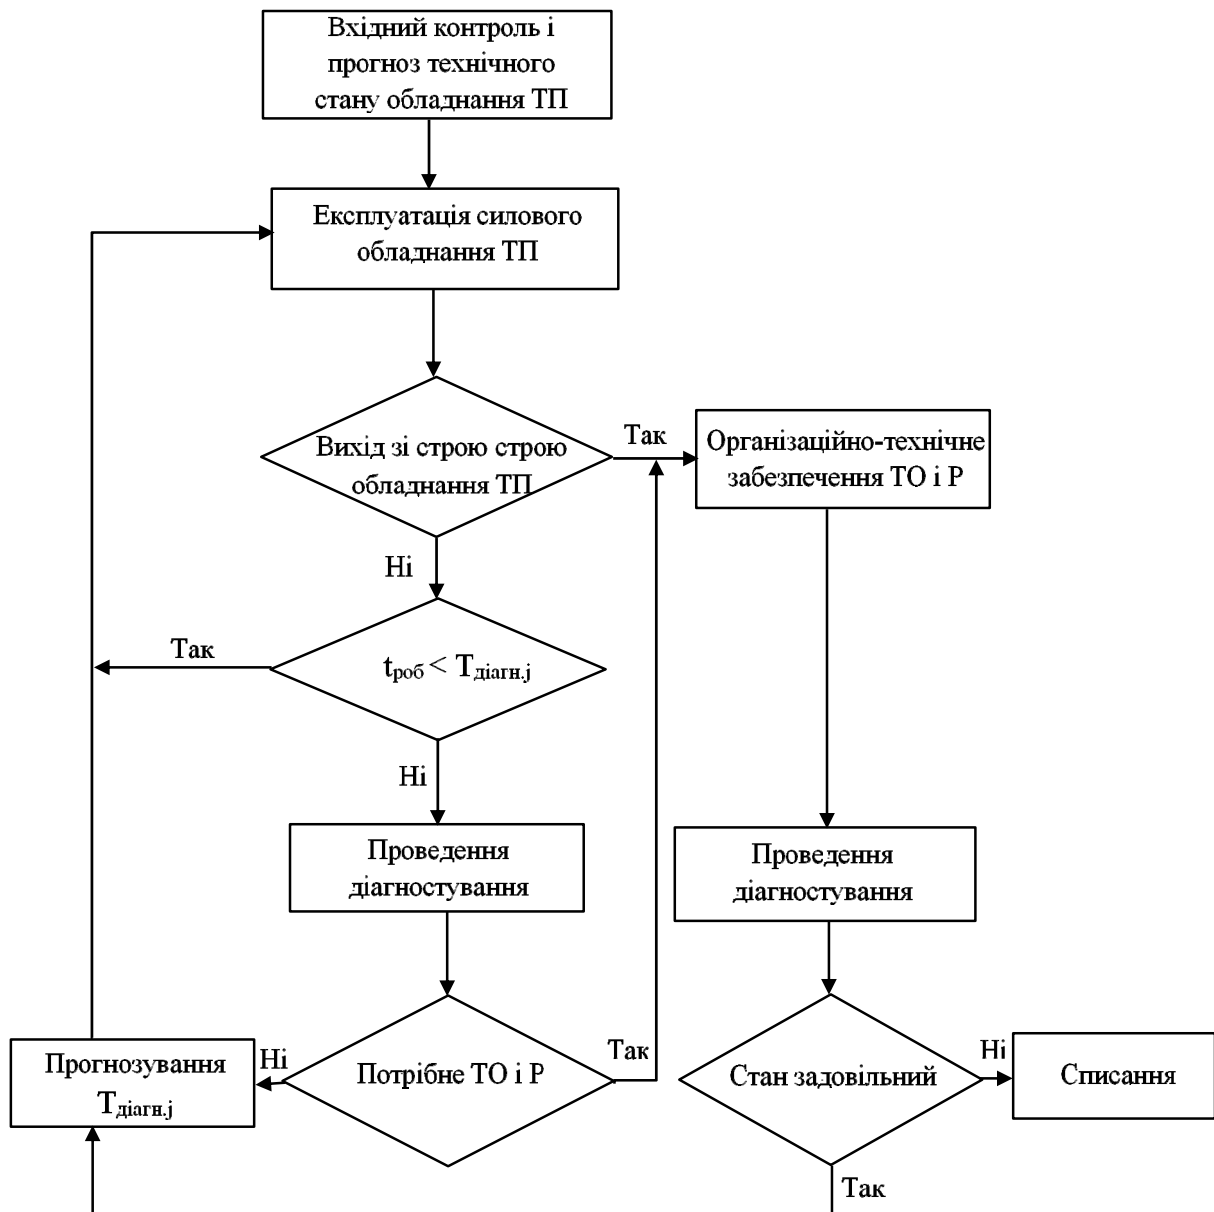 Вхідний контроль і
прогноз технічного
стану обладнання ТП
Експлуатація силового
обладнання ТП
Вихід зі строю строю
обладнання ТП
Так
Організаційно-технічне
забезпечення ТО і Р
Ні
Так
tроб < Tдіагн.j
Ні
Проведення
діагностування
Проведення
діагностування
Прогнозування
Tдіагн.j
Ні
Потрібне ТО і Р
Так
Стан задовільний
Ні
Списання
Так